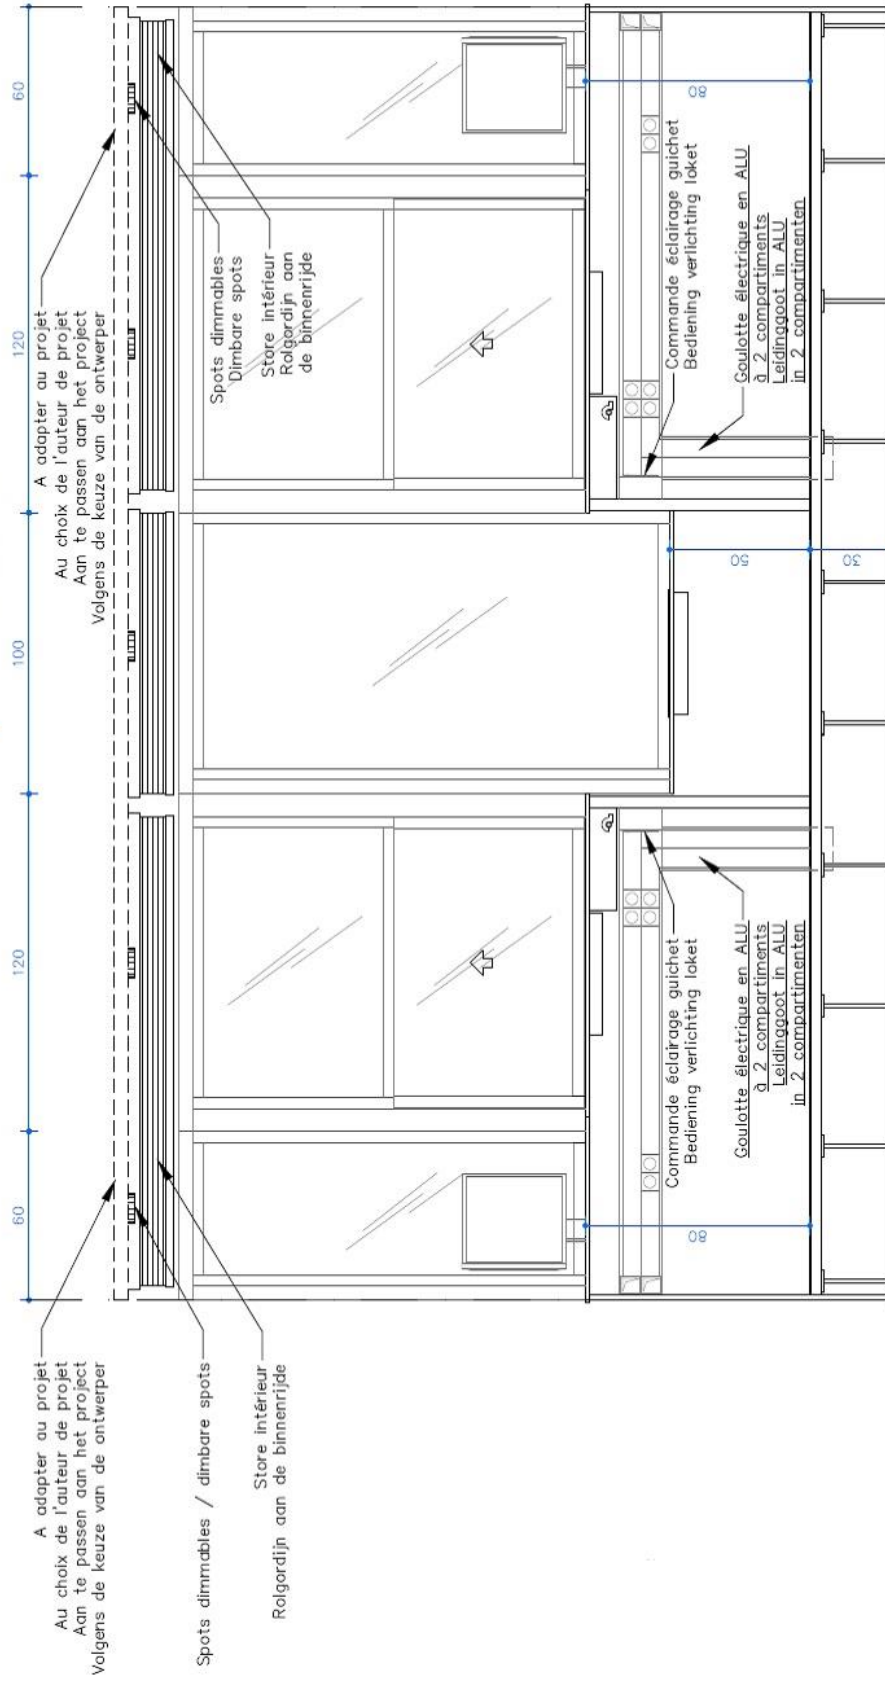 60
120
100
120
60
A adapter au projet
Au choix de l'auteur de projet
Aan te passen aan het project
Volgens de keuze van de ontwerper
A adapter au projet
Au choix de l'auteur de projet
Aan te passen aan het project
Volgens de keuze van de ontwerper
Spots dimmables / dimbare spots
Store intérieur
Rolgordijn aan de binnenrijde
Spots dimmables
Dimbare spots
Store intérieur
Rolgordijn aan
de binnenrijde
Commande éclairage guichet
Bediening verlichting loket
Goulotte électrique en ALU
à 2 compartiments
Leidinggoot in ALU
in 2 compartimenten
80
50
30
Commande éclairage guichet
Bediening verlichting loket
Goulotte électrique en ALU
à 2 compartiments
Leidinggoot in ALU
in 2 compartimenten
80